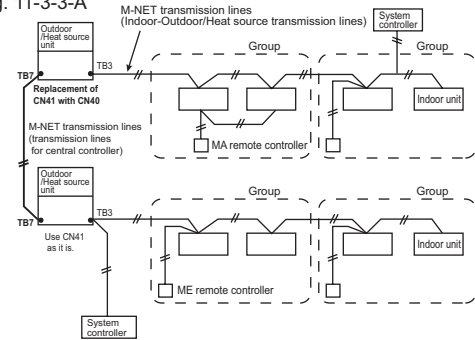 g. 11-3-3-A
M-NET transmission lines
(Indoor-Outdoor/Heat source transmission lines)
System
controller
Outdoor
/Heat source
unit
TB3
TB7
Replacement of
CN41 with CN40
Group
Group
Indoor unit
MA remote controller
M-NET transmission lines
(transmission lines
for central controller)
Outdoor
/Heat source
unit
TB3
TB7
Use CN41
as it is.
Group
Group
Indoor unit
ME remote controller
System
controller